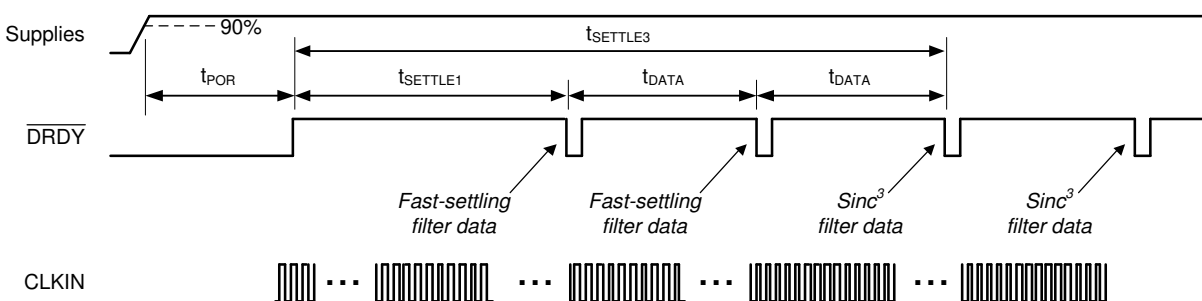 Supplies
90%
tSETTLE3
tPOR
tSETTLE1
tDATA
tDATA
DRDY
Fast-settling
filter data
Fast-settling
filter data
Sinc³
filter data
Sinc³
filter data
CLKIN
... ... ... ...